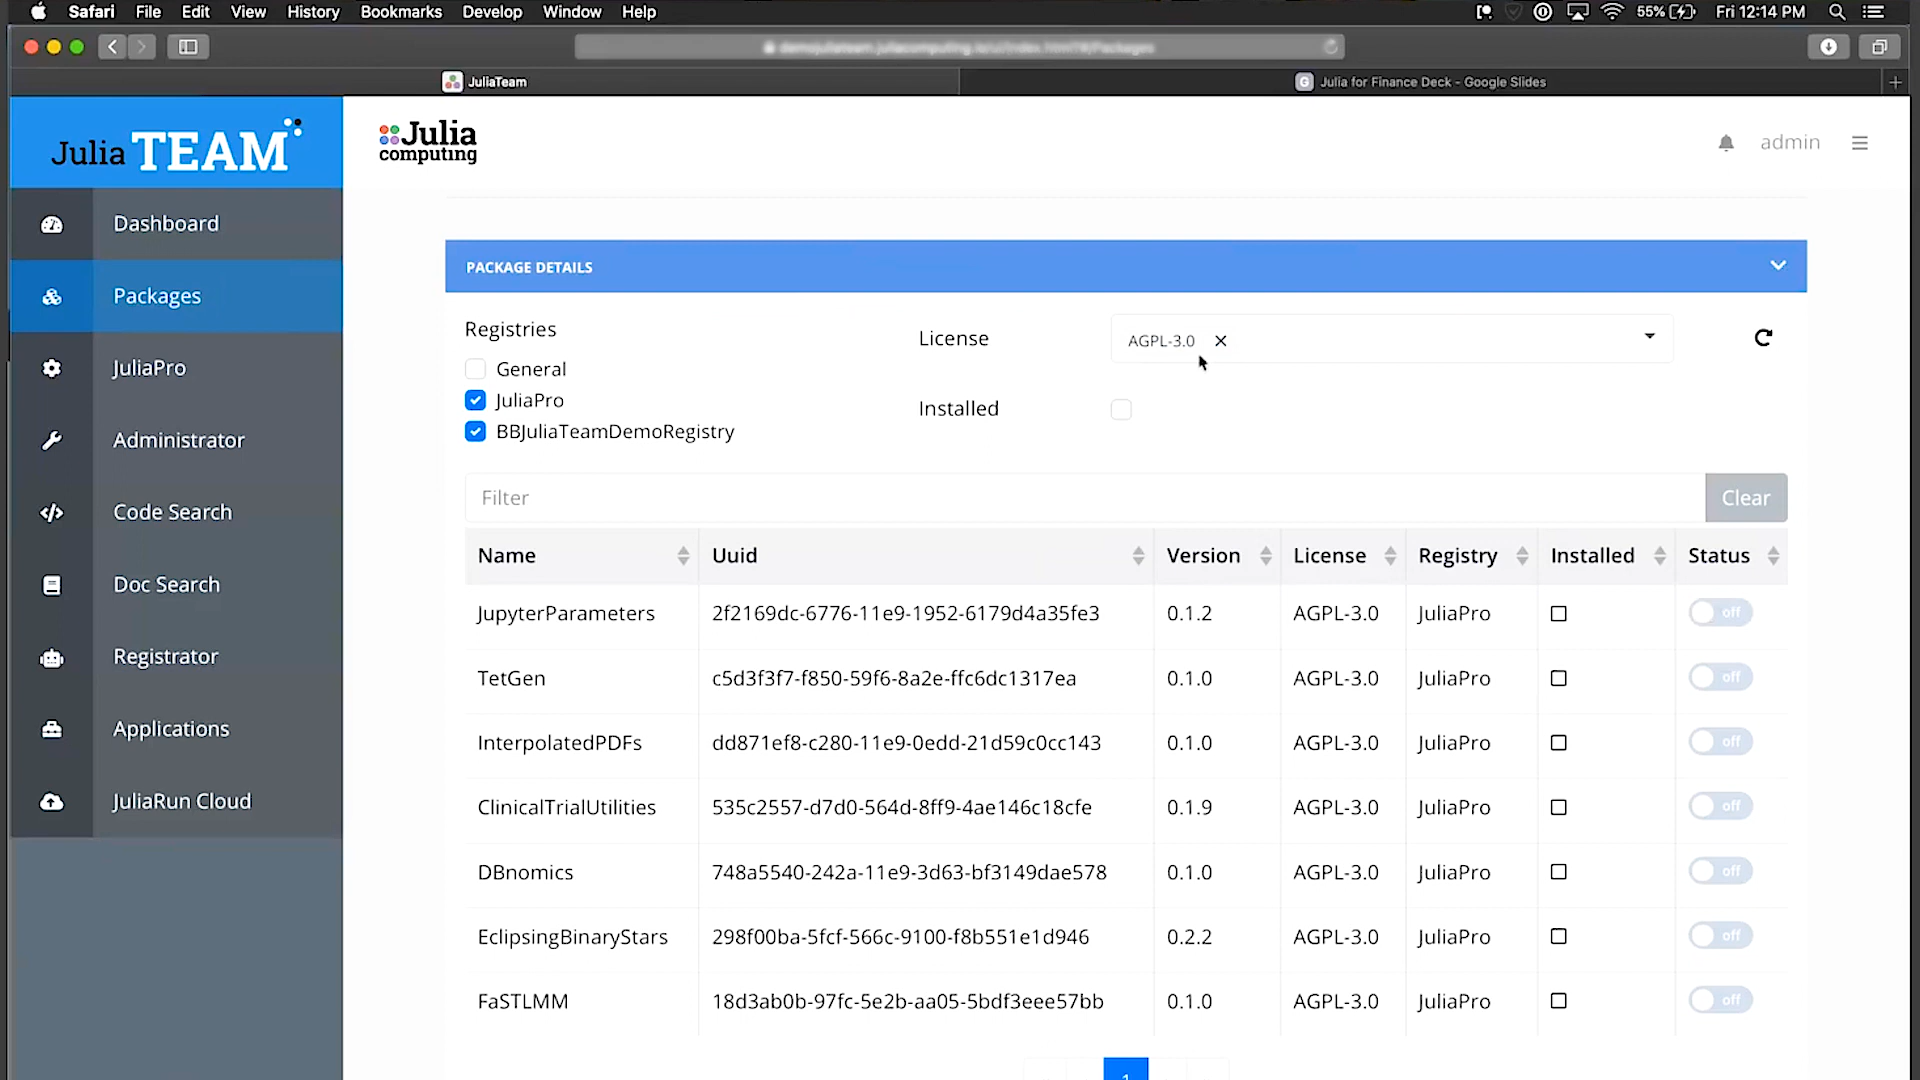 Safari File Edit View History Bookmarks Develop Window Help 55% Fri 12:14 PM
JuliaTeam
Julia for Finance Deck - Google Slides
Julia TEAM
Julia computing
admin
Dashboard
Packages
JuliaPro
Administrator
Code Search
Doc Search
Registrator
Applications
JuliaRun Cloud
PACKAGE DETAILS
Registries
General
JuliaPro
BBJuliaTeamDemoRegistry
License AGPL-3.0
Installed
Filter Clear
Name Uuid Version License Registry Installed Status
JupyterParameters 2f2169dc-6776-11e9-1952-6179d4a35fe3 0.1.2 AGPL-3.0 JuliaPro off
TetGen c5d3f3f7-f850-59f6-8a2e-ffc6dc1317ea 0.1.0 AGPL-3.0 JuliaPro off
InterpolatedPDFs dd871ef8-c280-11e9-0edd-21d59c0cc143 0.1.0 AGPL-3.0 JuliaPro off
ClinicalTrialUtilities 535c2557-d7d0-564d-8ff9-4ae146c18cfe 0.1.9 AGPL-3.0 JuliaPro off
DBnomics 748a5540-242a-11e9-3d63-bf3149dae578 0.1.0 AGPL-3.0 JuliaPro off
EclipsingBinaryStars 298f00ba-5fcf-566c-9100-f8b551e1d946 0.2.2 AGPL-3.0 JuliaPro off
FaSTLMM 18d3ab0b-97fc-5e2b-aa05-5bdf3eee57bb 0.1.0 AGPL-3.0 JuliaPro off
1